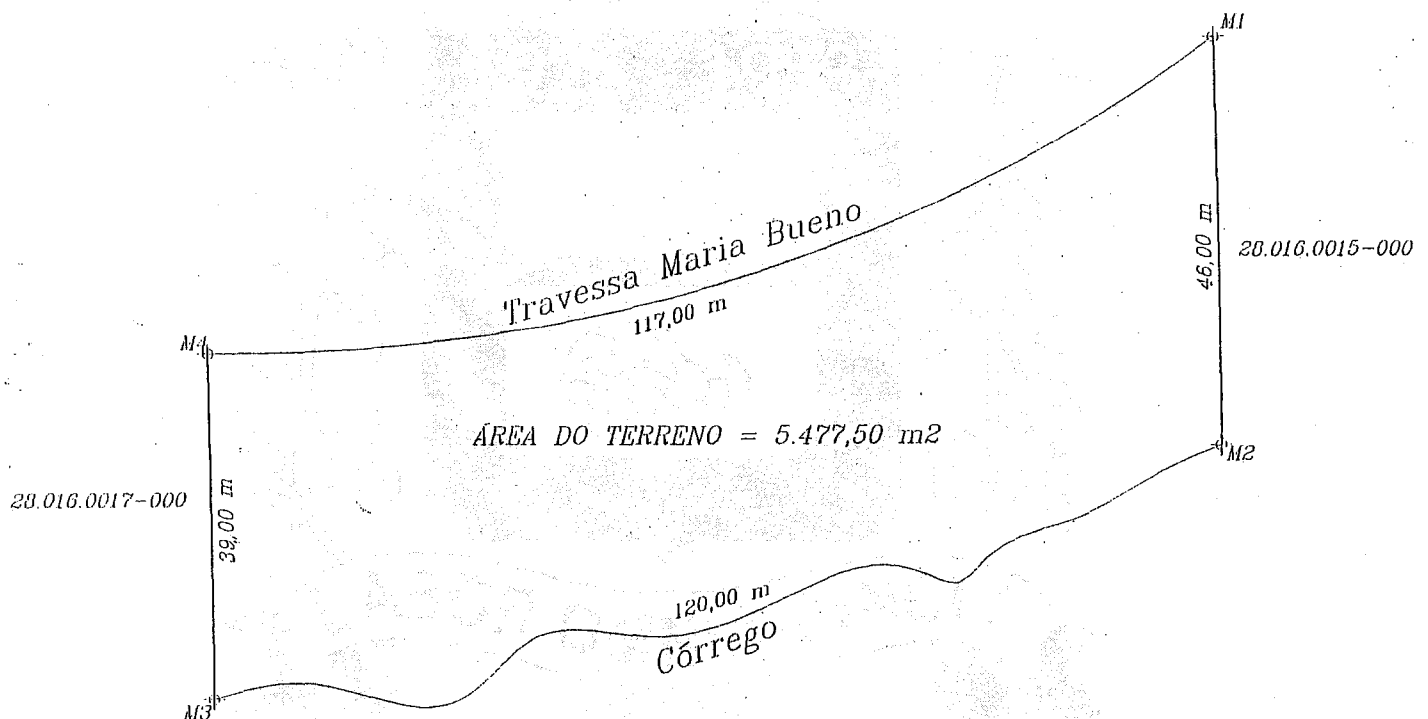 M1
Travessa Maria Bueno
117,00 m
46,00 m
28.016.0015-000
M4
ÁREA DO TERRENO = 5.477,50 m2
M2
28.016.0017-000
39,00 m
120,00 m
Córrego
M3